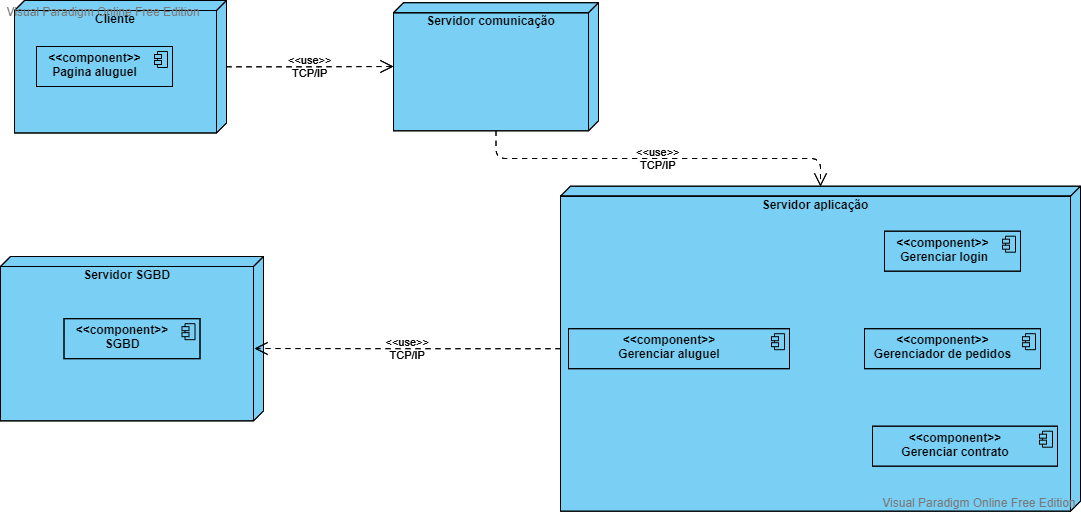 Visual Paradigm Online Free Edition
Cliente
<<component>>
Pagina aluguel
<<use>>
TCP/IP
Servidor comunicação
<<use>>
TCP/IP
Servidor aplicação
<<component>>
Gerenciar login
<<component>>
Gerenciar aluguel
<<component>>
Gerenciador de pedidos
<<component>>
Gerenciar contrato
<<use>>
TCP/IP
Servidor SGBD
<<component>>
SGBD
Visual Paradigm Online Free Edition